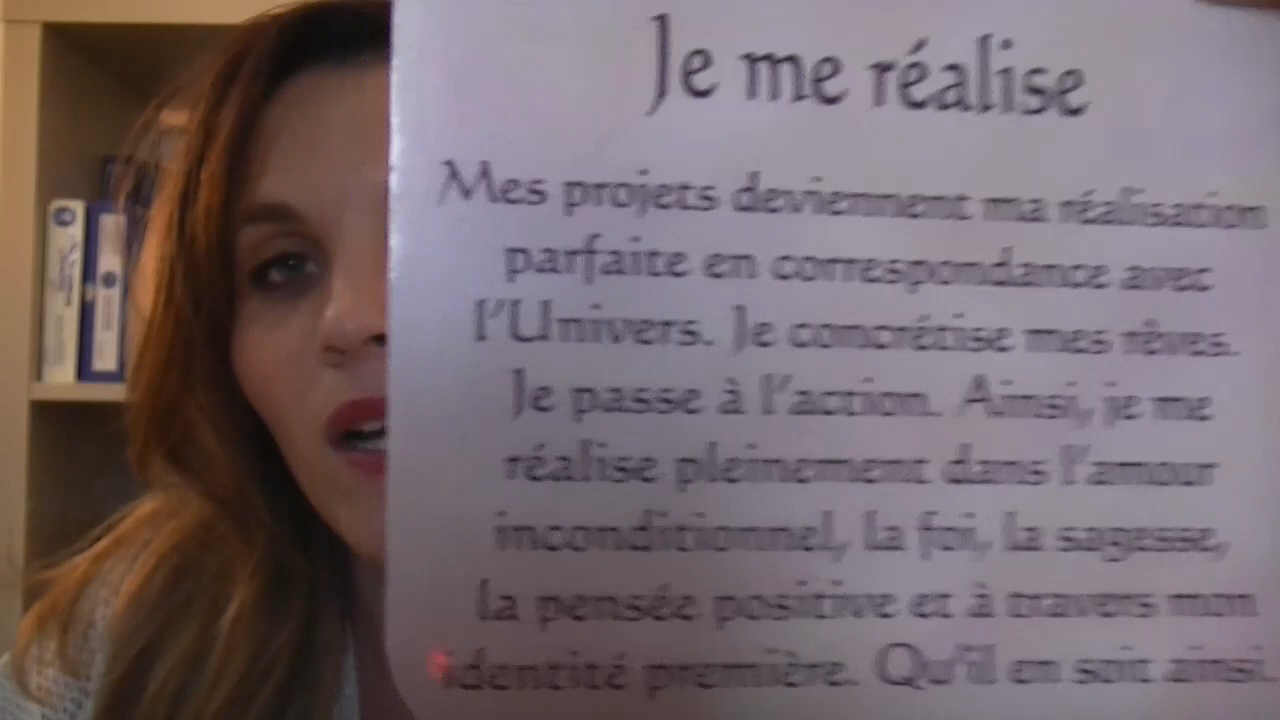 Je me réalise
Mes projets deviennent ma réalisation
parfaite en correspondance avec
l'Univers. Je concrétise mes rêves.
Je passe à l'action. Ainsi, je me
réalise pleinement dans l'amour
inconditionnel, la foi, la sagesse,
la pensée positive et à travers mon
identité première. Qu'il en soit ainsi.